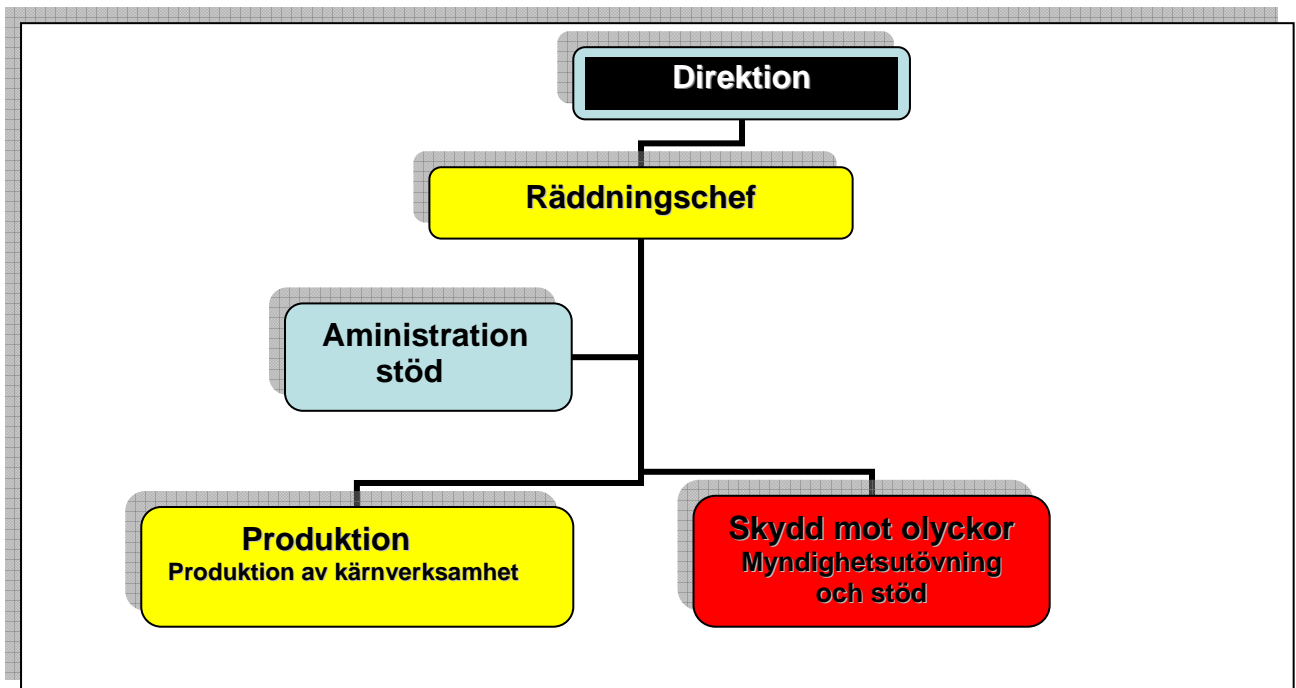 Direktion
Räddningschef
Aministration
stöd
Produktion
Produktion av kärnverksamhet
Skydd mot olyckor
Myndighetsutövning
och stöd